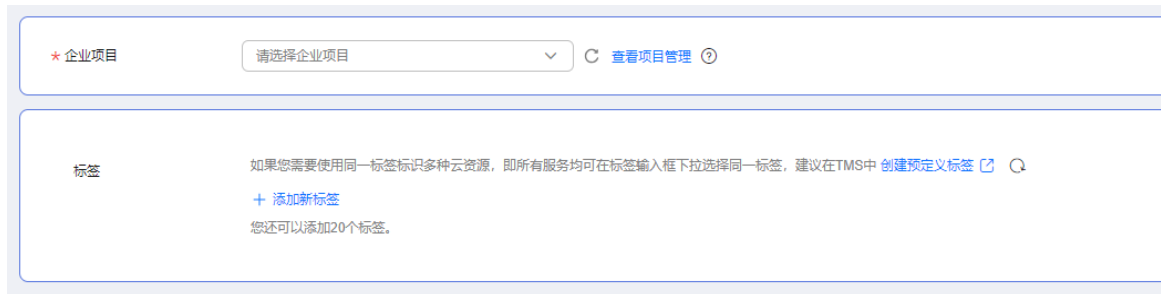 * 企业项目 请选择企业项目 查看项目管理 ?
标签 如果您需要使用同一标签标识多种云资源，即所有服务均可在标签输入框下拉选择同一标签，建议在TMS中 创建预定义标签
+ 添加新标签
您还可以添加20个标签。